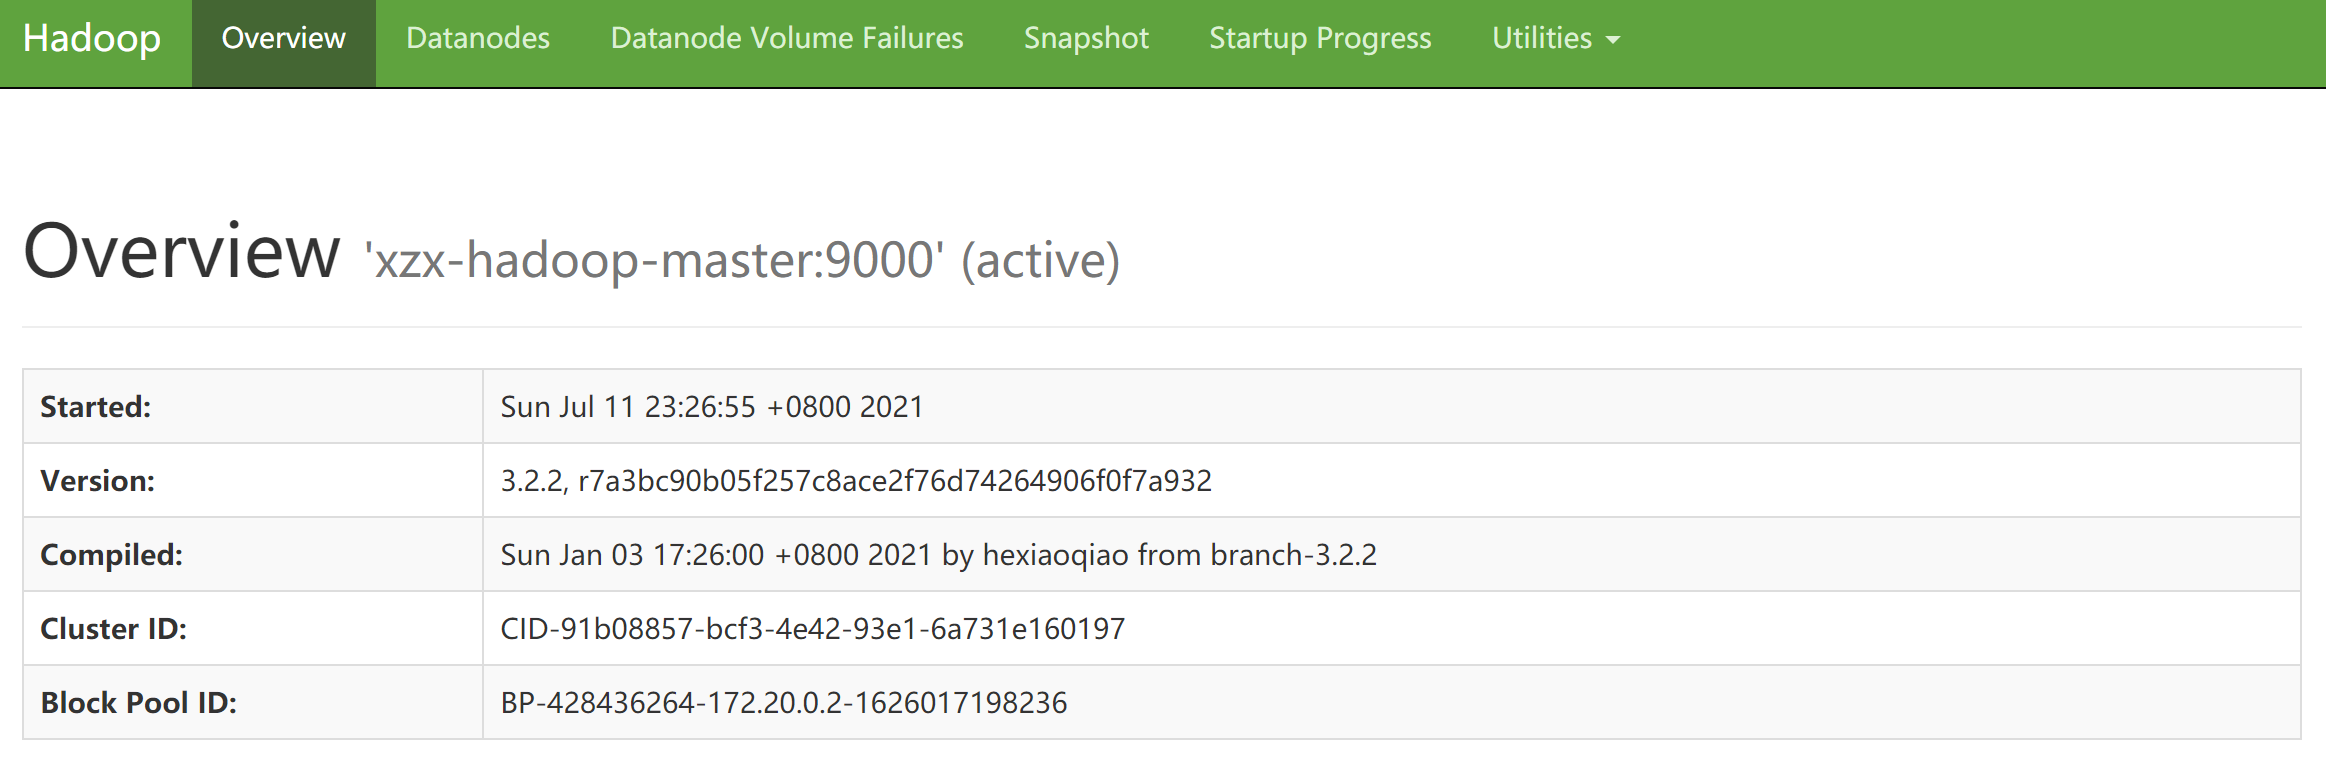 Hadoop Overview Datanodes Datanode Volume Failures Snapshot Startup Progress Utilities
Overview 'xzx-hadoop-master:9000' (active)
Started: Sun Jul 11 23:26:55 +0800 2021
Version: 3.2.2, r7a3bc90b05f257c8ace2f76d74264906f0f7a932
Compiled: Sun Jan 03 17:26:00 +0800 2021 by hexiaoqiao from branch-3.2.2
Cluster ID: CID-91b08857-bcf3-4e42-93e1-6a731e160197
Block Pool ID: BP-428436264-172.20.0.2-1626017198236